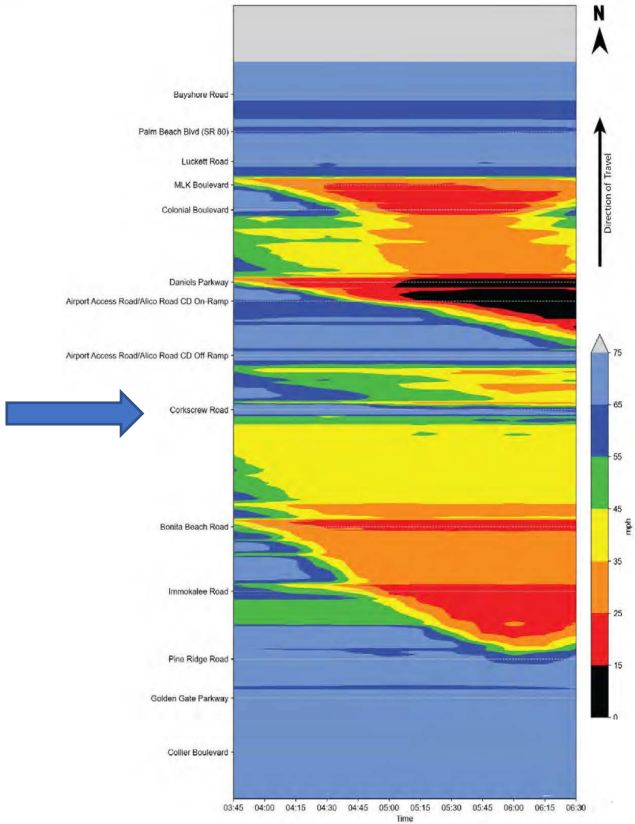 N
Bayshore Road
Palm Beach Blvd (SR 80)
Luckett Road
MLK Boulevard
Colonial Boulevard
Direction of Travel
Daniels Parkway
Airport Access Road/Alico Road CD On-Ramp
Airport Access Road/Alico Road CD Off-Ramp
Corkscrew Road
Bonita Beach Road
Immokalee Road
Pine Ridge Road
Golden Gate Parkway
Collier Boulevard
75
65
55
45
35
25
15
0
mph
03:45 04:00 04:15 04:30 04:45 05:00 05:15 05:30 05:45 06:00 06:15 06:30
Time